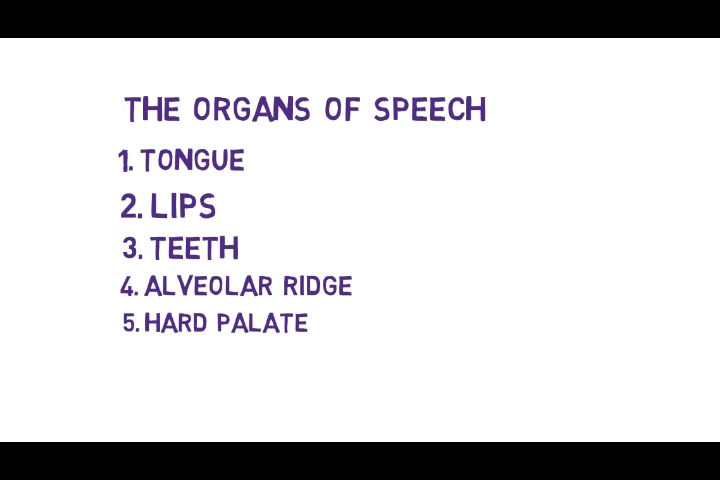 THE ORGANS OF SPEECH
1. TONGUE
2. LIPS
3. TEETH
4. ALVEOLAR RIDGE
5. HARD PALATE